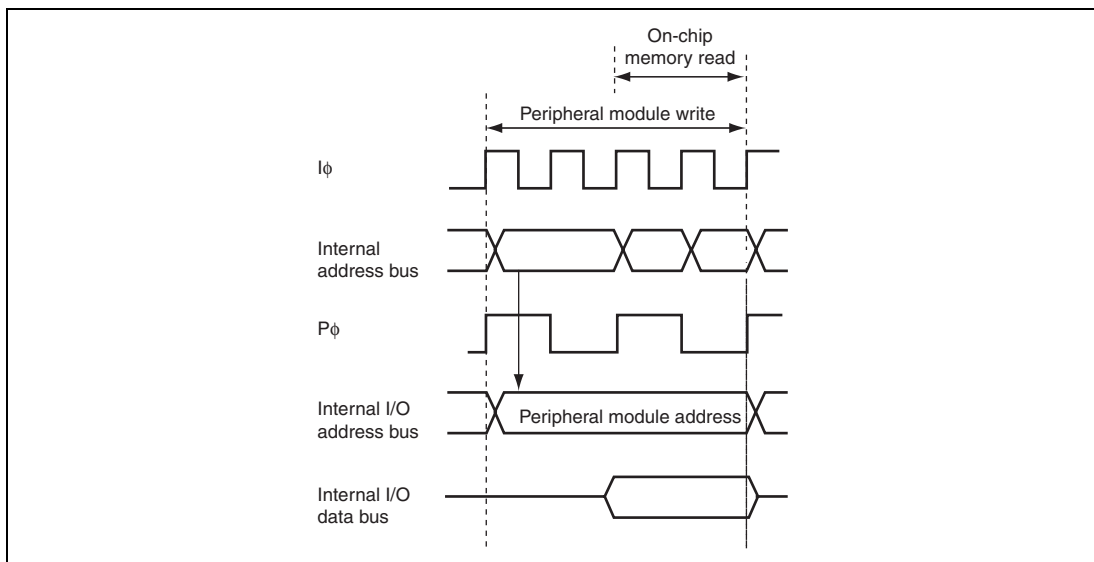 On-chip
memory read
Peripheral module write
Iϕ
Internal
address bus
Pϕ
Internal I/O
address bus
Peripheral module address
Internal I/O
data bus